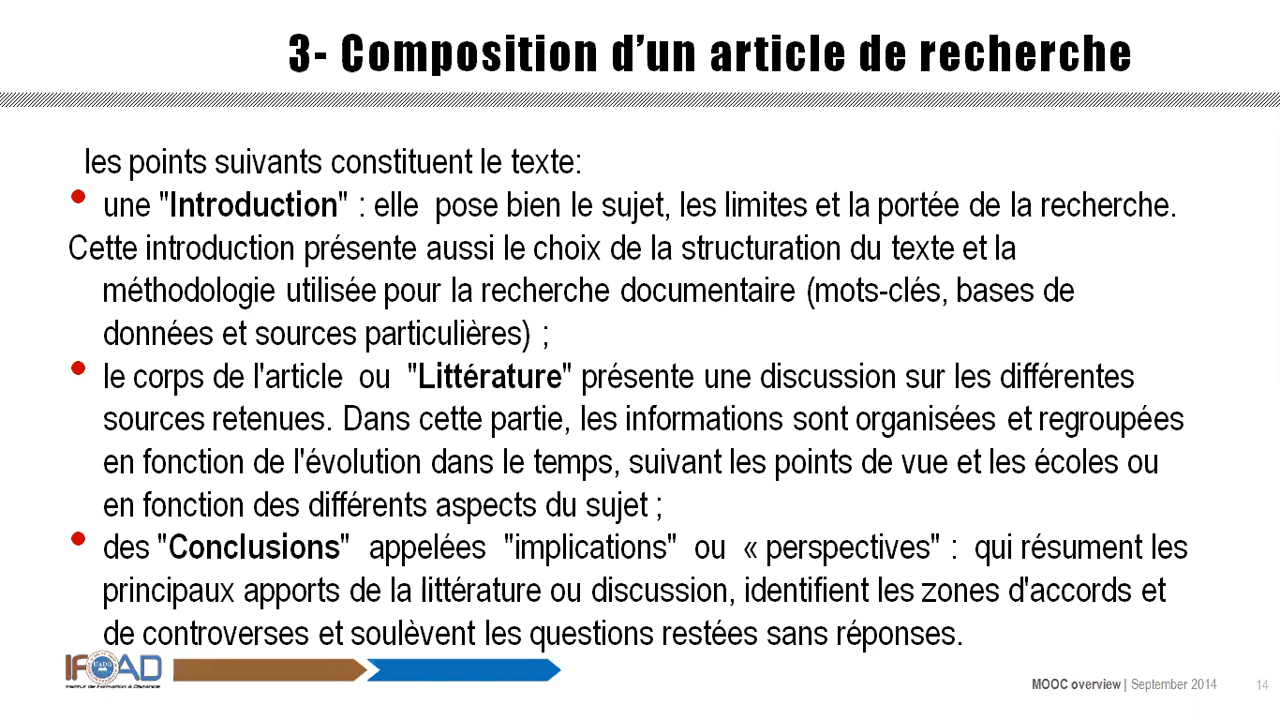 3- Composition d’un article de recherche
les points suivants constituent le texte:
• une "Introduction" : elle pose bien le sujet, les limites et la portée de la recherche.
Cette introduction présente aussi le choix de la structuration du texte et la
méthodologie utilisée pour la recherche documentaire (mots-clés, bases de
données et sources particulières) ;
• le corps de l'article ou "Littérature" présente une discussion sur les différentes
sources retenues. Dans cette partie, les informations sont organisées et regroupées
en fonction de l'évolution dans le temps, suivant les points de vue et les écoles ou
en fonction des différents aspects du sujet ;
• des "Conclusions" appelées "implications" ou « perspectives" : qui résument les
principaux apports de la littérature ou discussion, identifient les zones d'accords et
de controverses et soulèvent les questions restées sans réponses.
IFOAD
Institut de Formation à Distance
MOOC overview | September 2014
14